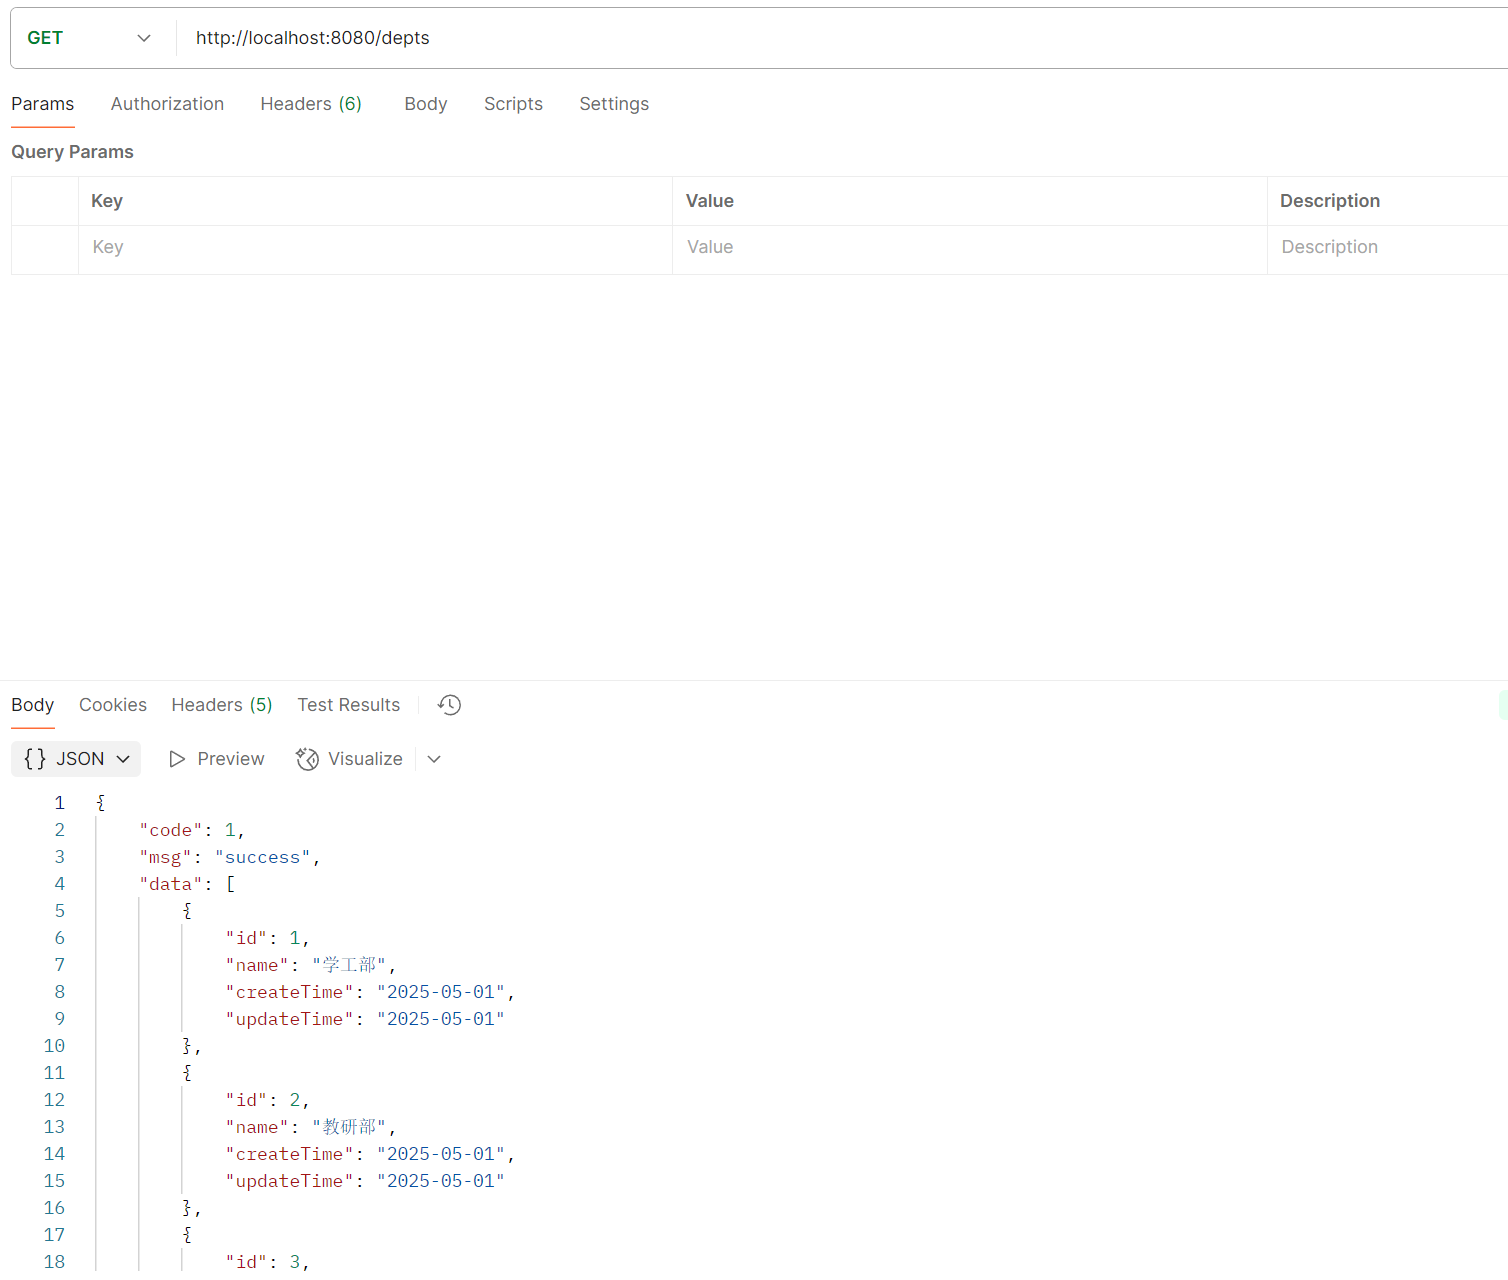 GET http://localhost:8080/depts
Params Authorization Headers (6) Body Scripts Settings
Query Params
Key Value Description
Key Value Description
Body Cookies Headers (5) Test Results
{} JSON Preview Visualize
1 {
2 "code": 1,
3 "msg": "success",
4 "data": [
5 {
6 "id": 1,
7 "name": "学工部",
8 "createTime": "2025-05-01",
9 "updateTime": "2025-05-01"
10 },
11 {
12 "id": 2,
13 "name": "教研部",
14 "createTime": "2025-05-01",
15 "updateTime": "2025-05-01"
16 },
17 {
18 "id": 3,